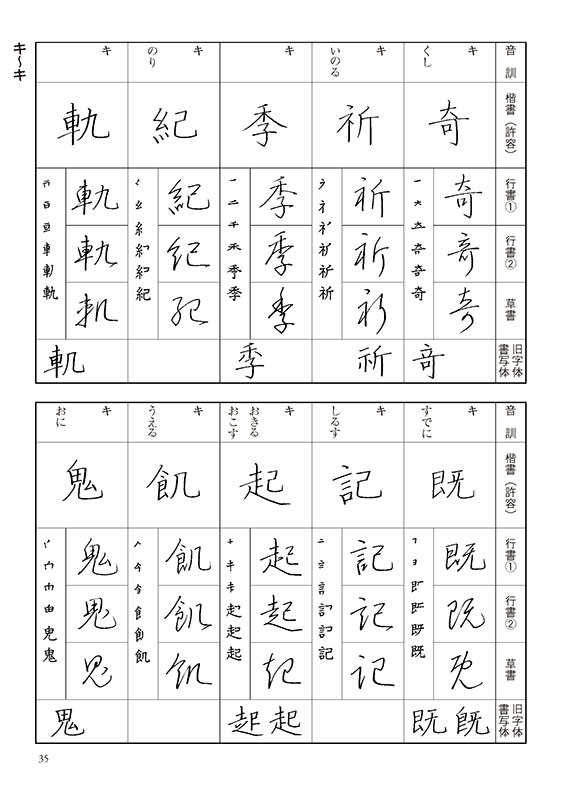 キ〜キ
音訓
楷書（許容）
行書①
行書②
草書
旧字体
書写体
キ
くし
奇
奇
奇
奇
奇
キ
いのる
祈
祈
祈
祈
祈
キ
季
季
季
季
季
キ
のり
紀
紀
紀
紀
キ
軌
軌
軌
軌
軌
音訓
楷書（許容）
行書①
行書②
草書
旧字体
書写体
キ
すでに
既
既
既
既
既 既
キ
しるす
記
記
記
記
キ
おきる
おこす
起
起
起
起
起 起
キ
うえる
飢
飢
飢
飢
キ
おに
鬼
鬼
鬼
鬼
鬼
35